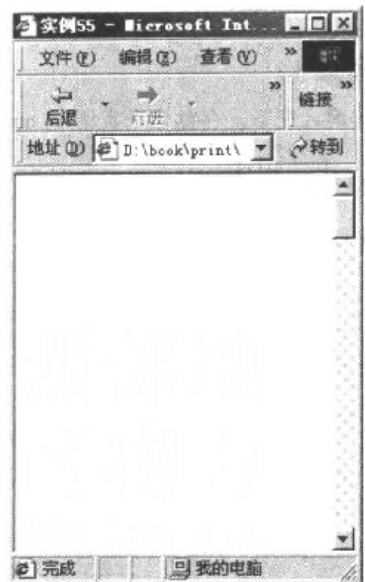 实例55 - Microsoft Int...
文件(F) 编辑(E) 查看(V) »
后退 前进 » 链接 »
地址(D) D:\book\print\ 转到
完成 我的电脑